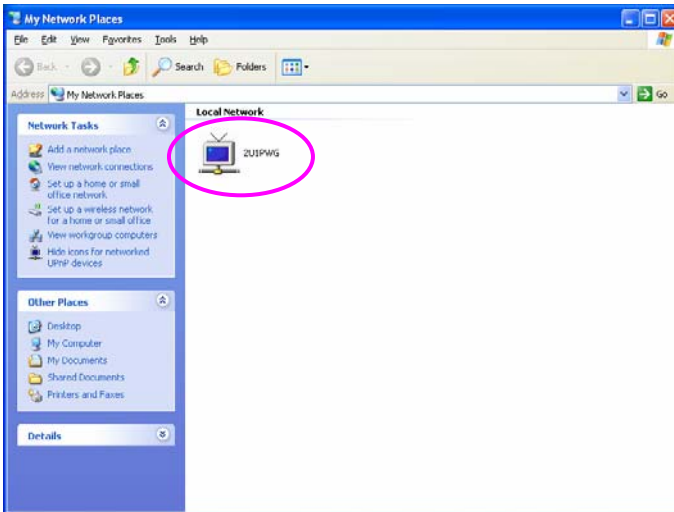 My Network Places
File Edit View Favorites Tools Help
Back Search Folders
Address My Network Places Go
Local Network
Network Tasks
2U1PWG
Add a network place
View network connections
Set up a home or small
office network
Set up a wireless network
for a home or small office
View workgroup computers
Hide icons for networked
UPnP devices
Other Places
Desktop
My Computer
My Documents
Shared Documents
Printers and Faxes
Details